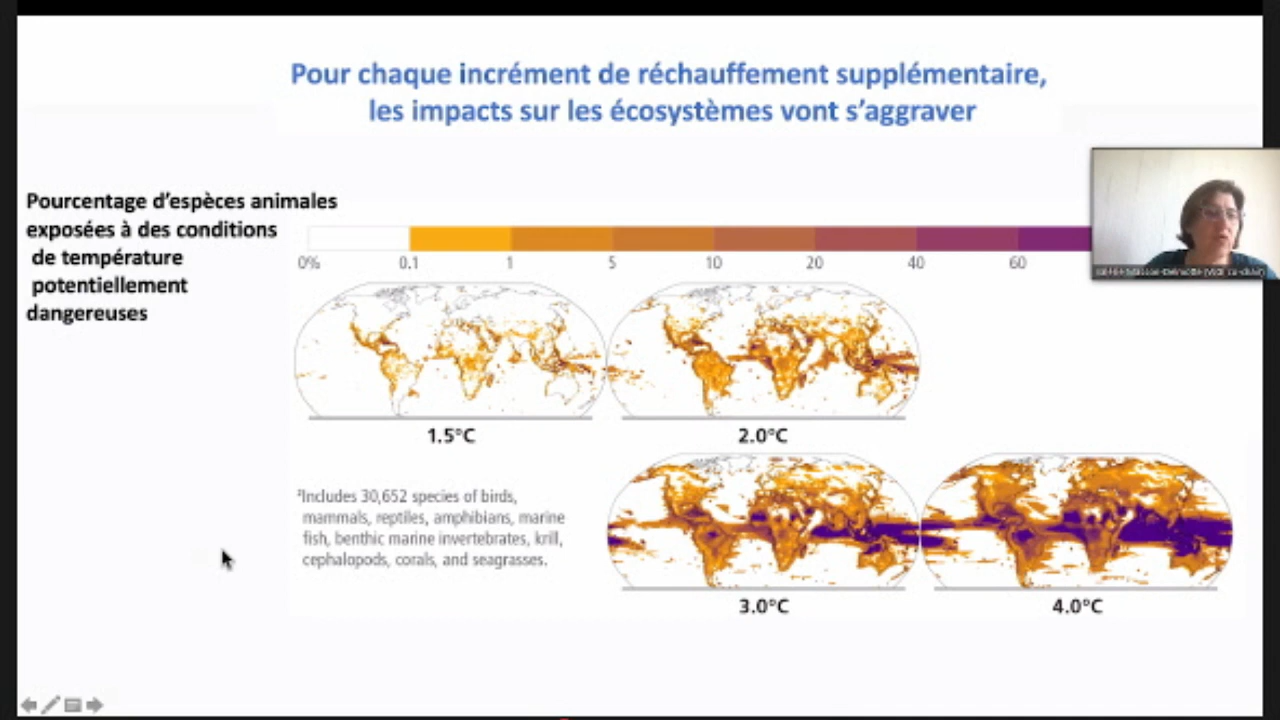 Pour chaque incrément de réchauffement supplémentaire,
les impacts sur les écosystèmes vont s’aggraver
Pourcentage d’espèces animales
exposées à des conditions
de température
potentiellement
dangereuses
0% 0.1 1 5 10 20 40 60
1.5°C 2.0°C
²Includes 30,652 species of birds,
mammals, reptiles, amphibians, marine
fish, benthic marine invertebrates, krill,
cephalopods, corals, and seagrasses.
3.0°C 4.0°C